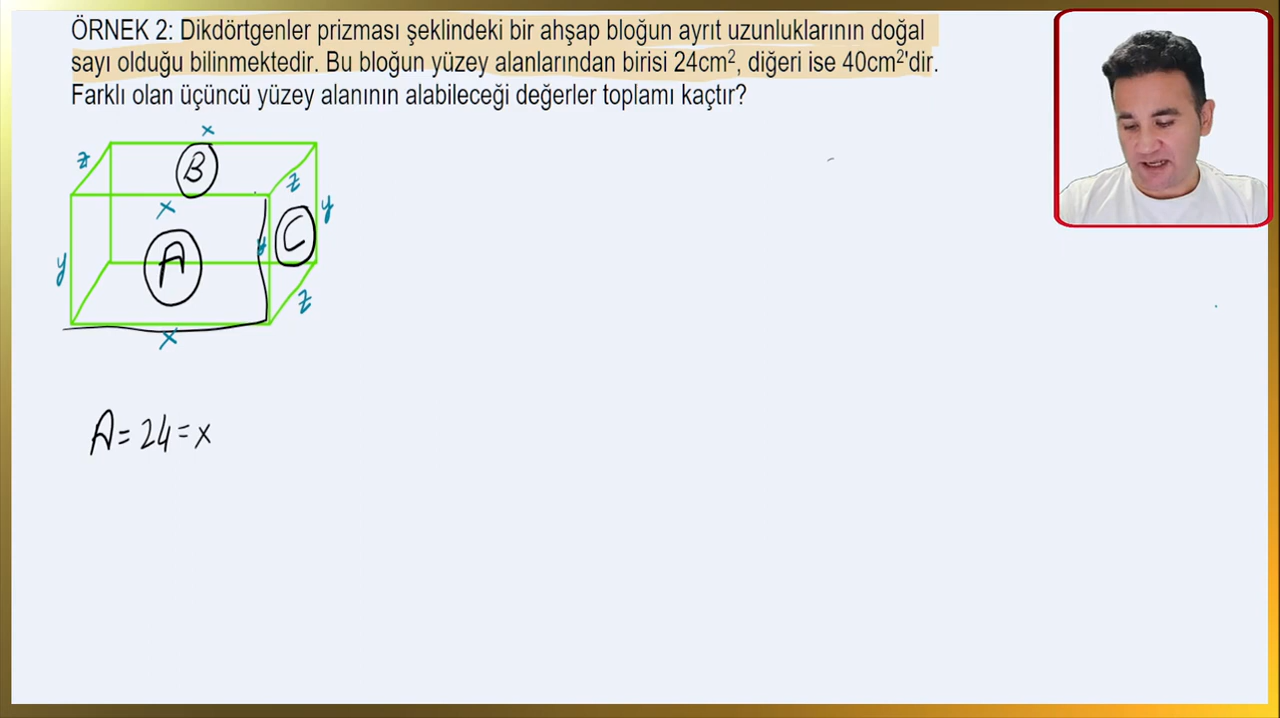 ÖRNEK 2: Dikdörtgenler prizması şeklindeki bir ahşap bloğun ayrıt uzunluklarının doğal
sayı olduğu bilinmektedir. Bu bloğun yüzey alanlarından birisi 24cm², diğeri ise 40cm²'dir.
Farklı olan üçüncü yüzey alanının alabileceği değerler toplamı kaçtır?
x
z
B
z
x
y
C
y
A
y
z
x
A = 24 = x